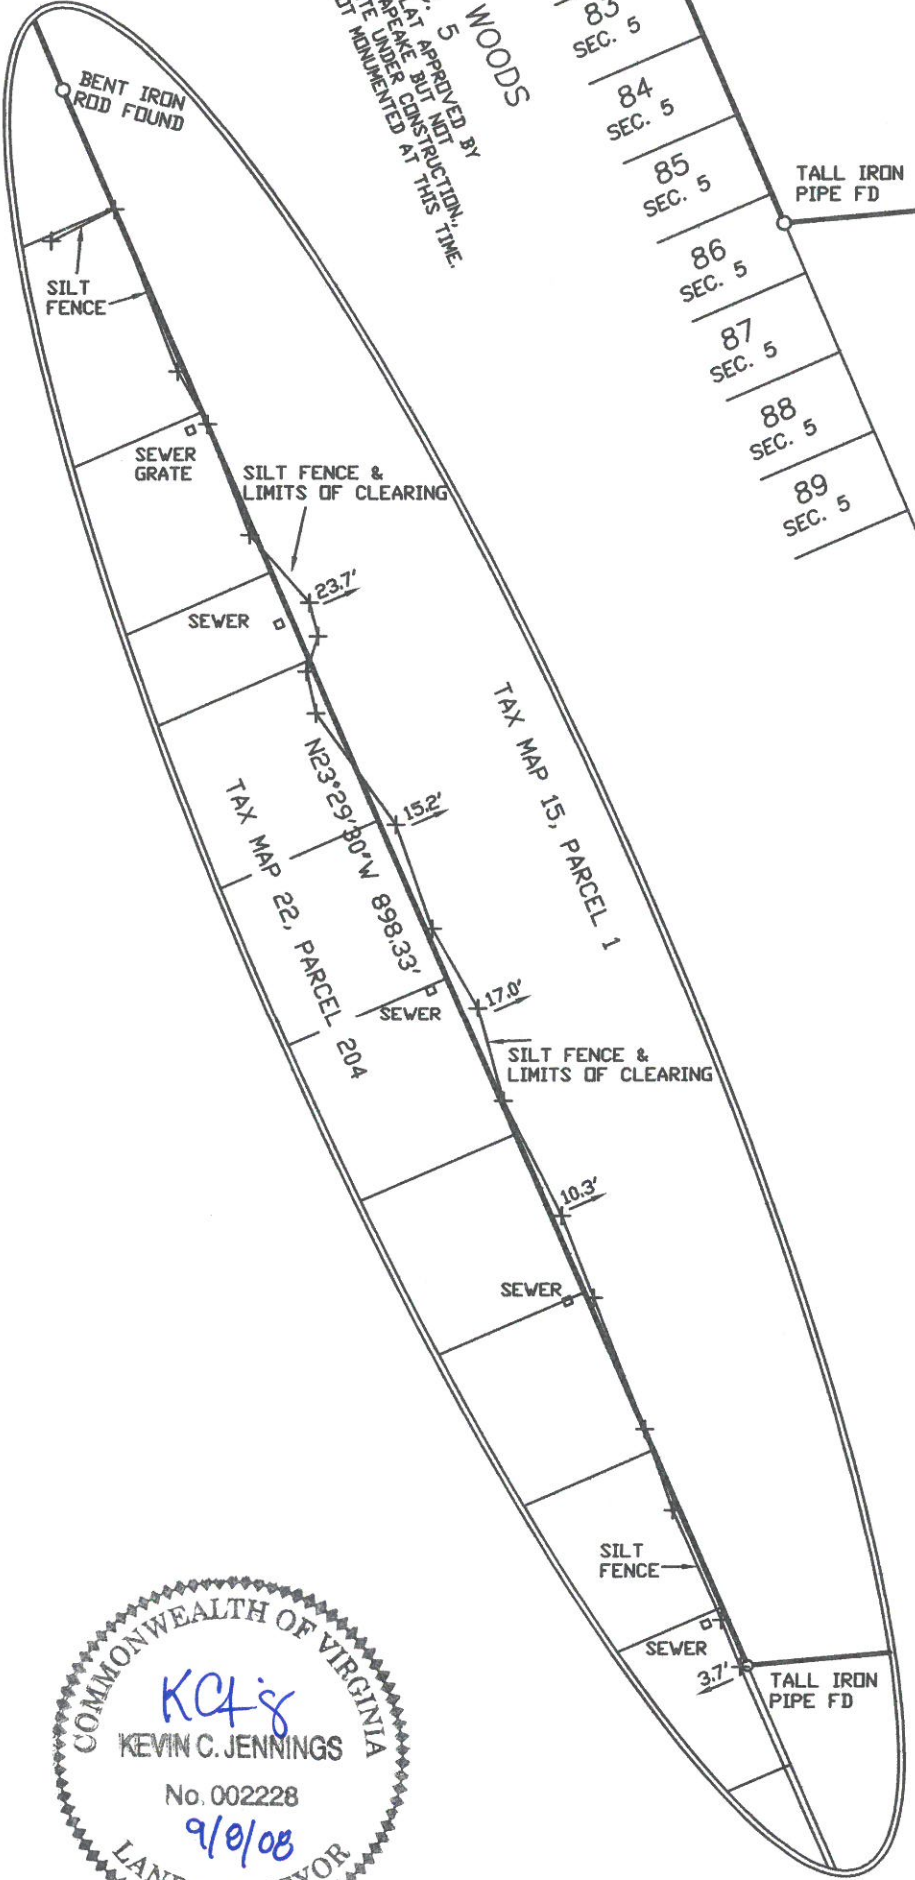 BENT IRON
ROD FOUND
WOODS
5
LAT APPROVED BY
APEAKE BUT NOT
TE UNDER CONSTRUCTION,
OT MONUMENTED AT THIS TIME.
83
SEC. 5
84
SEC. 5
85
SEC. 5
86
SEC. 5
87
SEC. 5
88
SEC. 5
89
SEC. 5
TALL IRON
PIPE FD
SILT
FENCE
SEWER
GRATE
SILT FENCE &
LIMITS OF CLEARING
23.7'
SEWER
TAX MAP 15, PARCEL 1
N23°29'30"W 898.33'
15.2'
TAX MAP 22, PARCEL 204
17.0'
SEWER
SILT FENCE &
LIMITS OF CLEARING
10.3'
SEWER
SILT
FENCE
SEWER
3.7'
TALL IRON
PIPE FD
COMMONWEALTH OF VIRGINIA
KEVIN C. JENNINGS
No. 002228
9/8/08